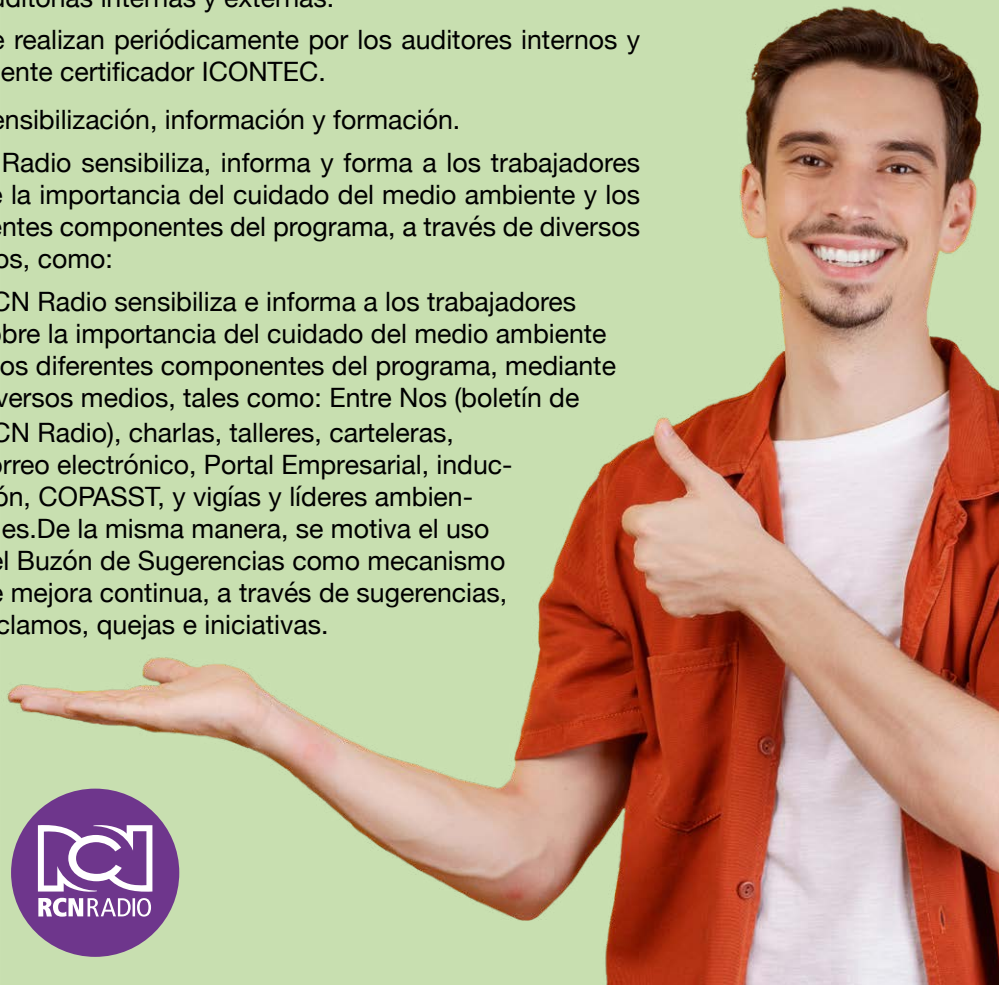 auditorías internas y externas.
e realizan periódicamente por los auditores internos y
ente certificador ICONTEC.
ensibilización, información y formación.
Radio sensibiliza, informa y forma a los trabajadores
e la importancia del cuidado del medio ambiente y los
entes componentes del programa, a través de diversos
os, como:
CN Radio sensibiliza e informa a los trabajadores
obre la importancia del cuidado del medio ambiente
los diferentes componentes del programa, mediante
versos medios, tales como: Entre Nos (boletín de
CN Radio), charlas, talleres, carteleras,
orreo electrónico, Portal Empresarial, induc-
ón, COPASST, y vigías y líderes ambien-
es.De la misma manera, se motiva el uso
el Buzón de Sugerencias como mecanismo
e mejora continua, a través de sugerencias,
clamos, quejas e iniciativas.
RCN
RCNRADIO